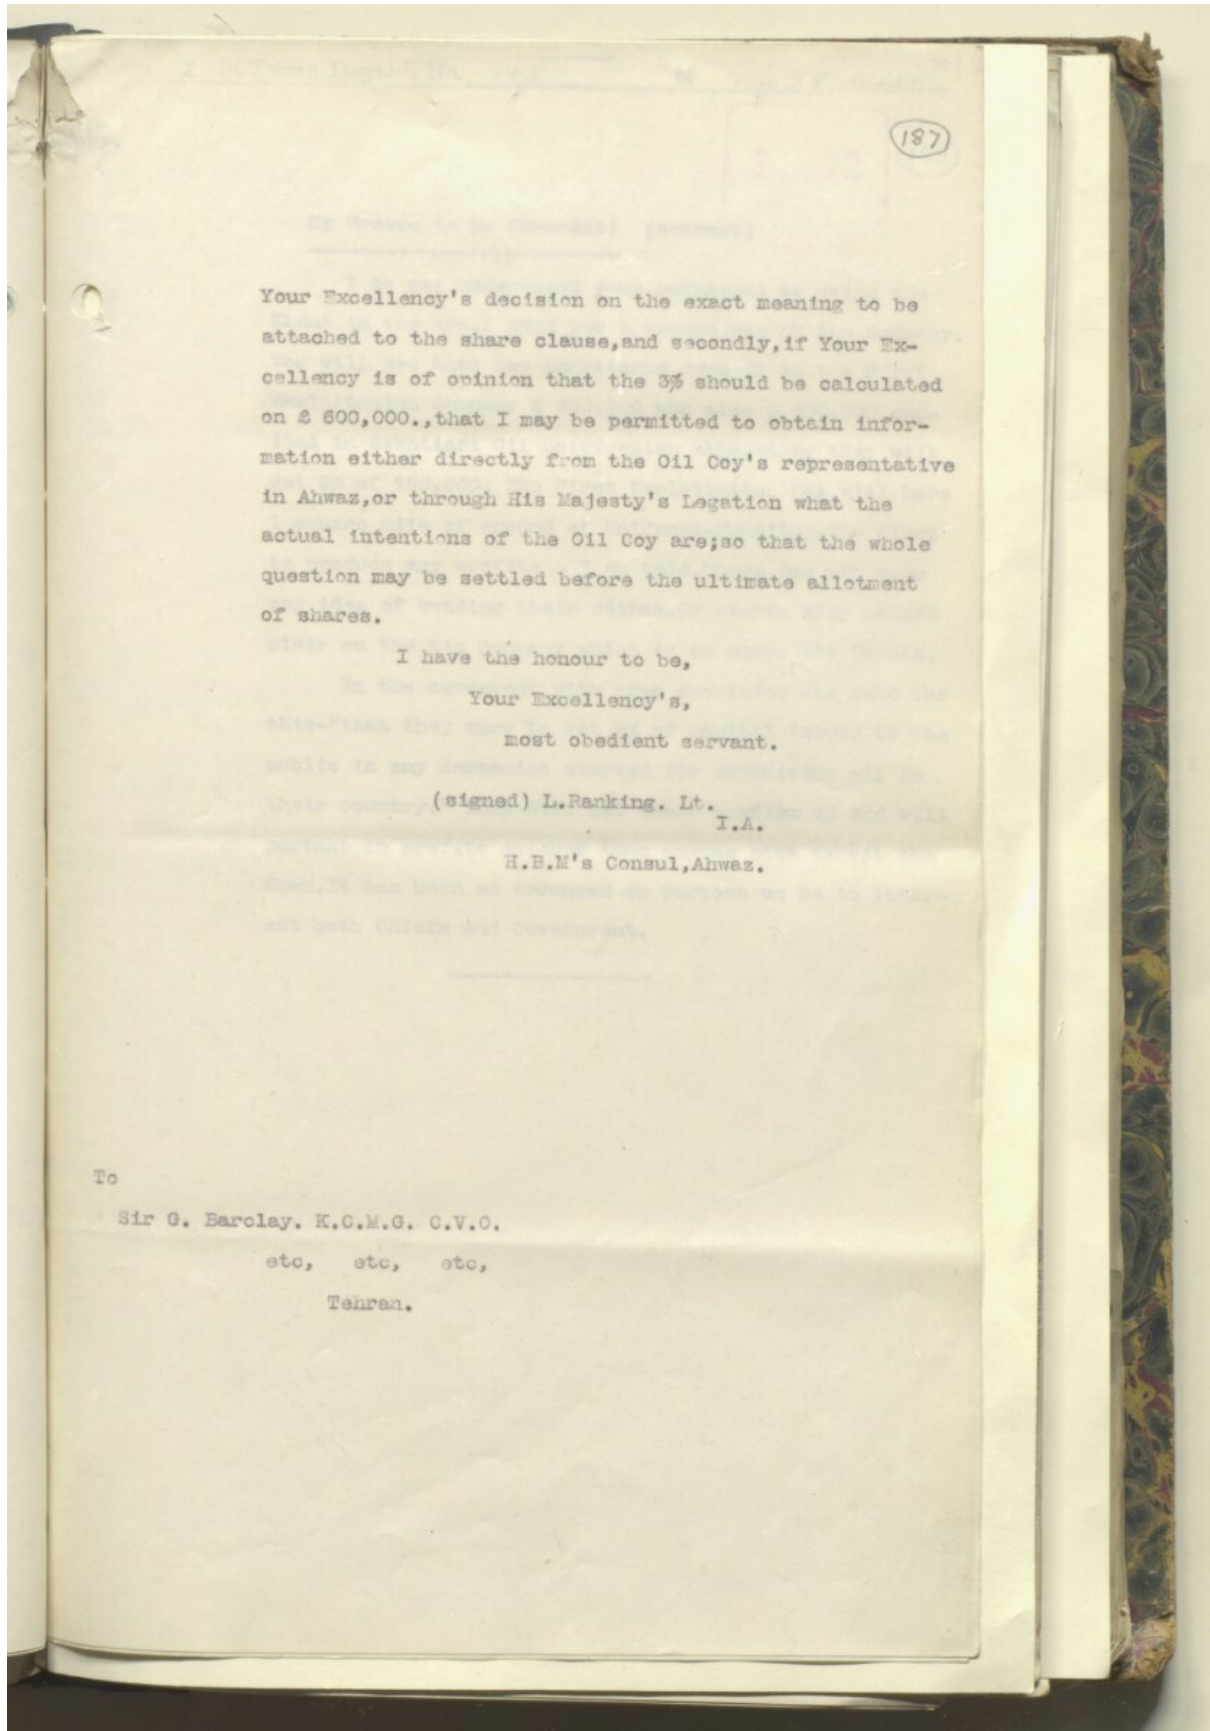 187
Your Excellency's decision on the exact meaning to be
attached to the share clause,and secondly,if Your Ex-
cellency is of opinion that the 3% should be calculated
on £ 600,000.,that I may be permitted to obtain infor-
mation either directly from the Oil Coy's representative
in Ahwaz,or through His Majesty's Legation what the
actual intentions of the Oil Coy are;so that the whole
question may be settled before the ultimate allotment
of shares.
I have the honour to be,
Your Excellency's,
most obedient servant.
(signed) L.Ranking. Lt.
I.A.
H.B.M's Consul,Ahwaz.
To
Sir G. Barclay. K.C.M.G. C.V.O.
etc, etc, etc,
Tehran.